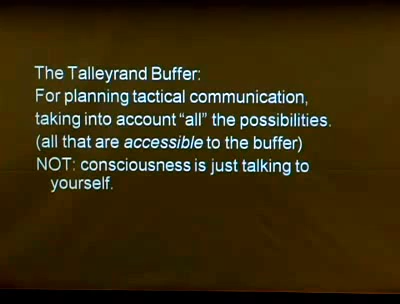 The Talleyrand Buffer:
For planning tactical communication,
taking into account “all” the possibilities.
(all that are accessible to the buffer)
NOT: consciousness is just talking to
yourself.